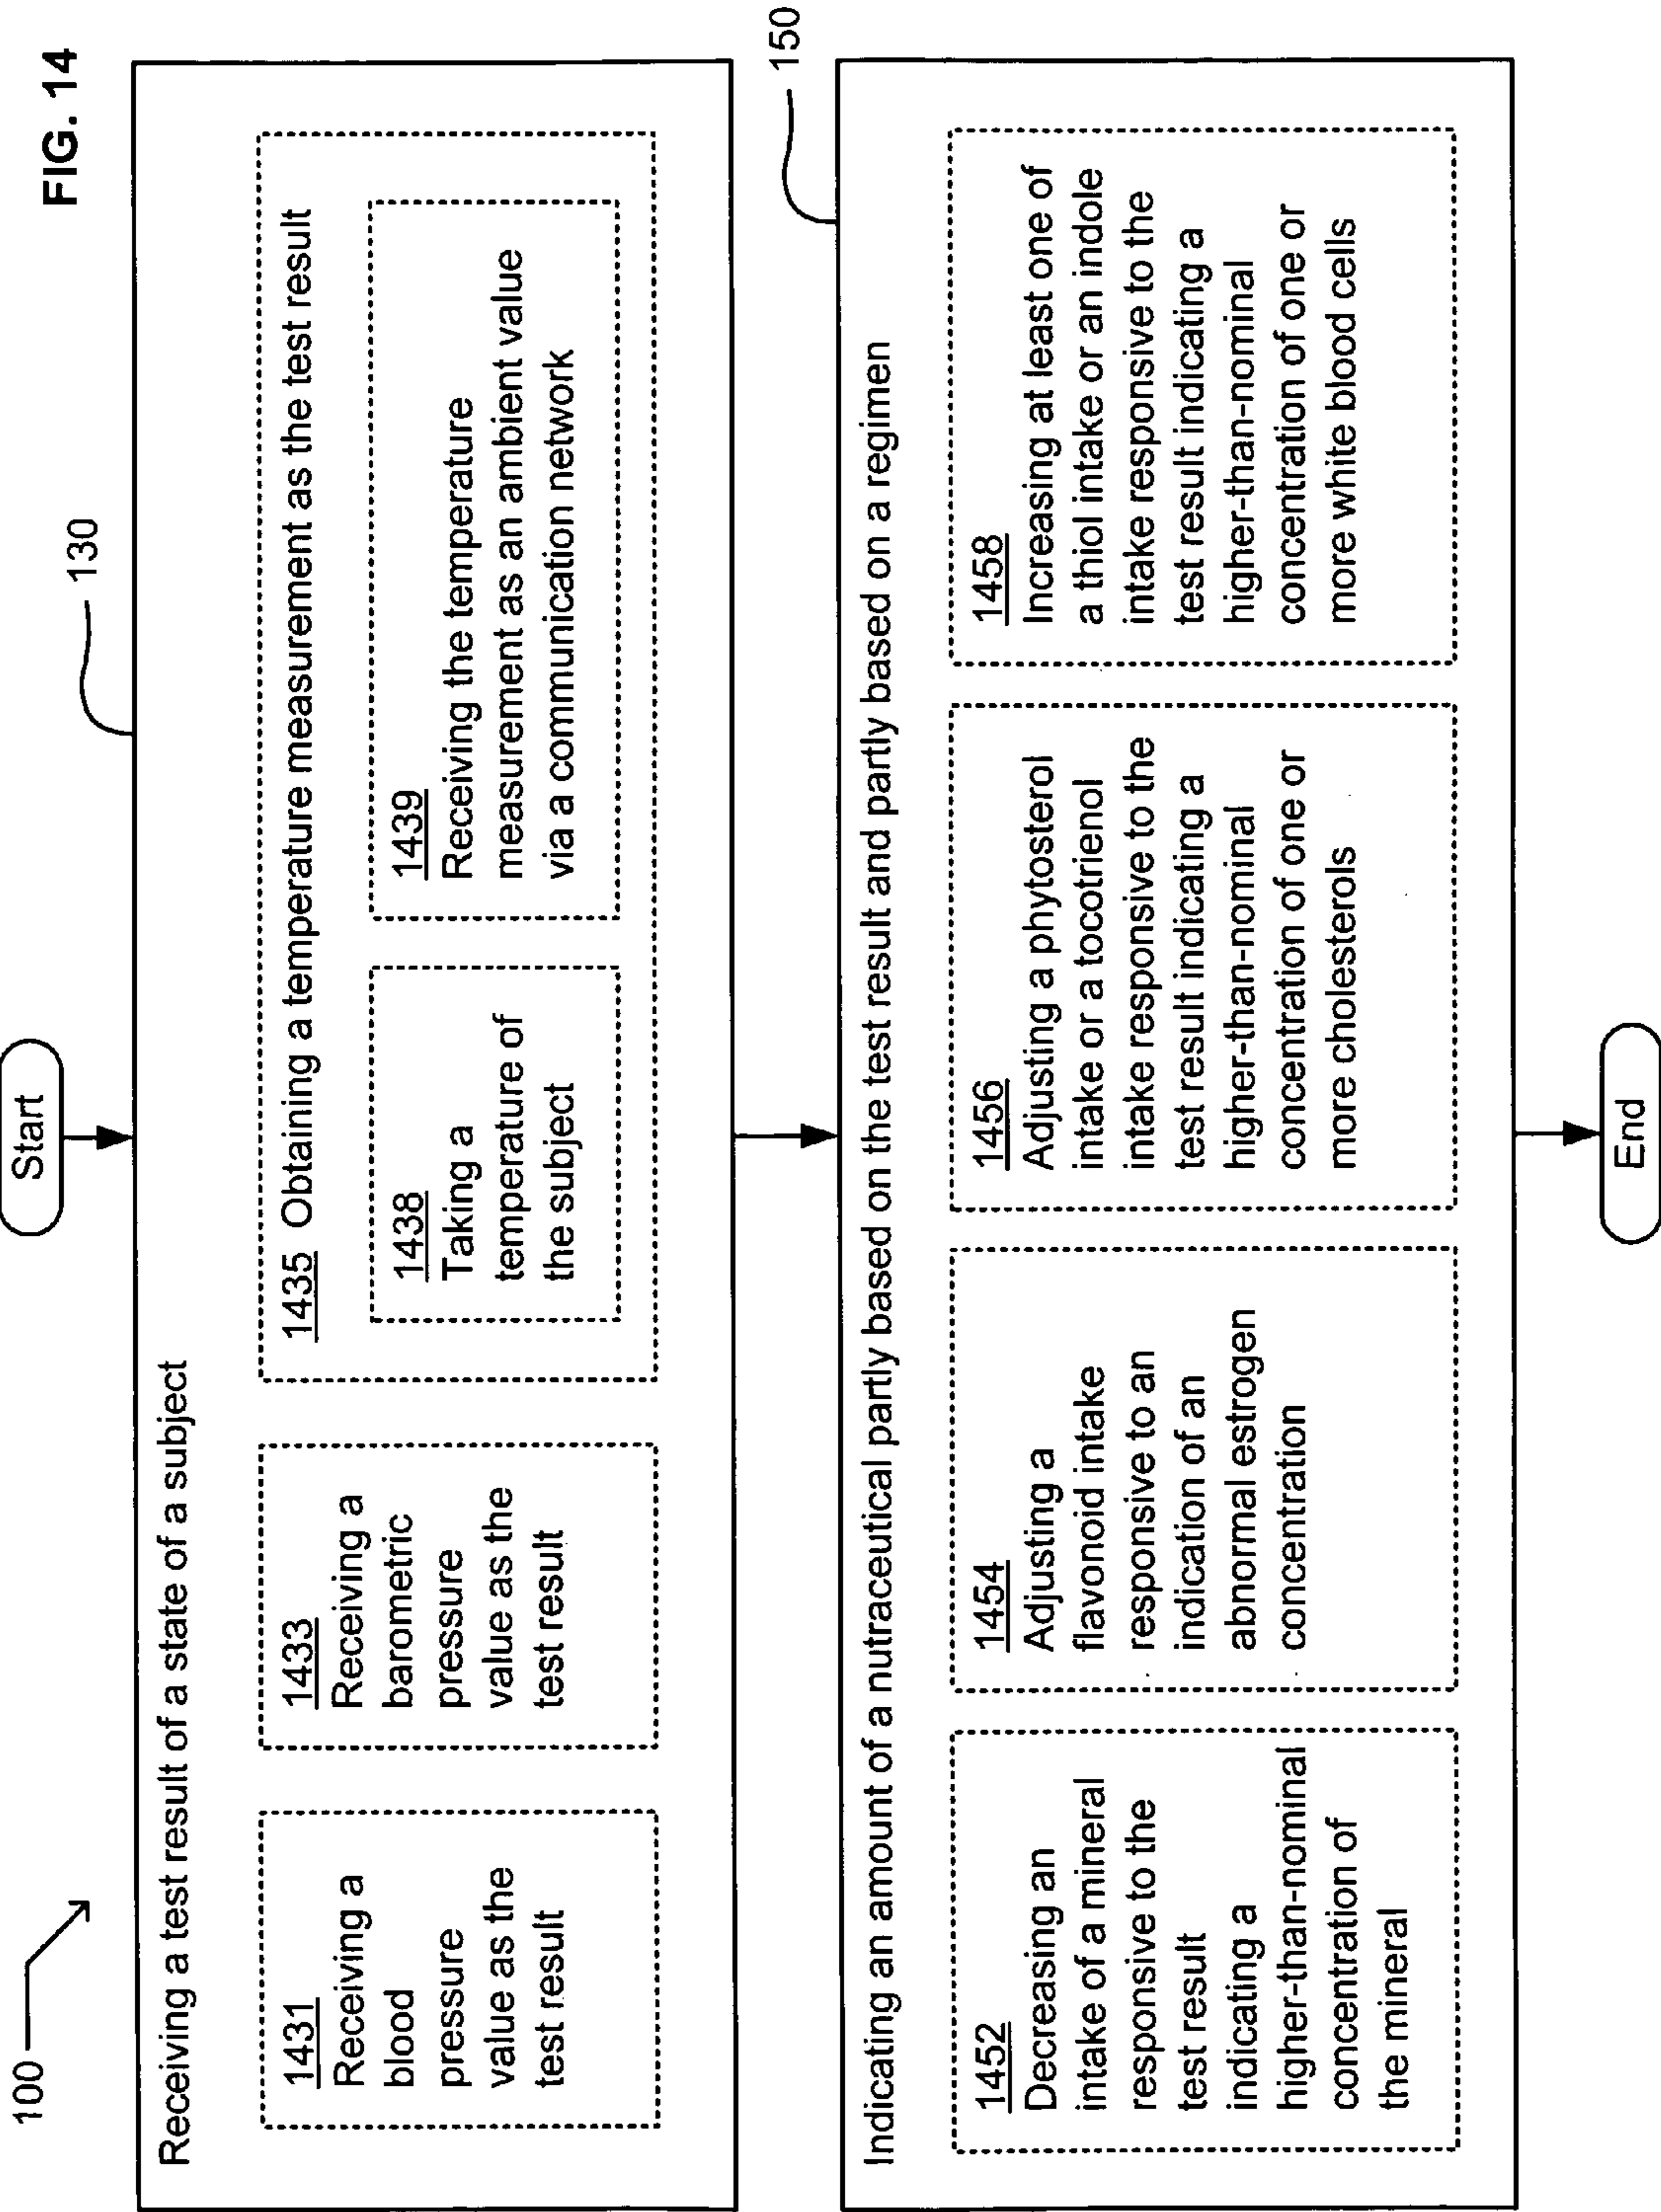 FIG. 14
100
Start
130
Receiving a test result of a state of a subject
1431
Receiving a
blood
pressure
value as the
test result
1433
Receiving a
barometric
pressure
value as the
test result
1435 Obtaining a temperature measurement as the test result
1438
Taking a
temperature of
the subject
1439
Receiving the temperature
measurement as an ambient value
via a communication network
150
Indicating an amount of a nutraceutical partly based on the test result and partly based on a regimen
1452
Decreasing an
intake of a mineral
responsive to the
test result
indicating a
higher-than-nominal
concentration of
the mineral
1454
Adjusting a
flavonoid intake
responsive to an
indication of an
abnormal estrogen
concentration
1456
Adjusting a phytosterol
intake or a tocotrienol
intake responsive to the
test result indicating a
higher-than-nominal
concentration of one or
more cholesterols
1458
Increasing at least one of
a thiol intake or an indole
intake responsive to the
test result indicating a
higher-than-nominal
concentration of one or
more white blood cells
End